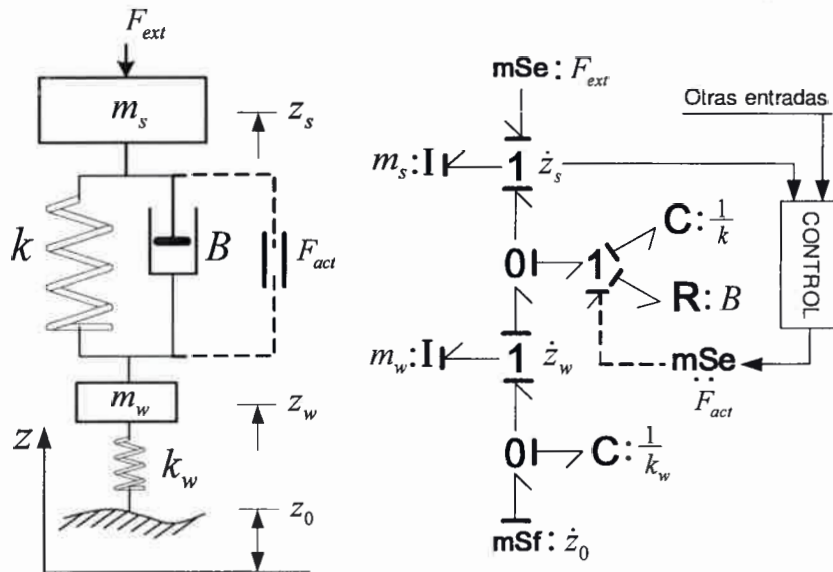 F_ext
m_s
z_s
k
B
F_act
m_w
z_w
z
k_w
z_0
mSe: F_ext
Otras entradas
m_s: I
1
ż_s
C: 1/k
0
1
CONTROL
R: B
m_w: I
1
ż_w
mSe
:
F_act
0
C: 1/k_w
mSf: ż_0